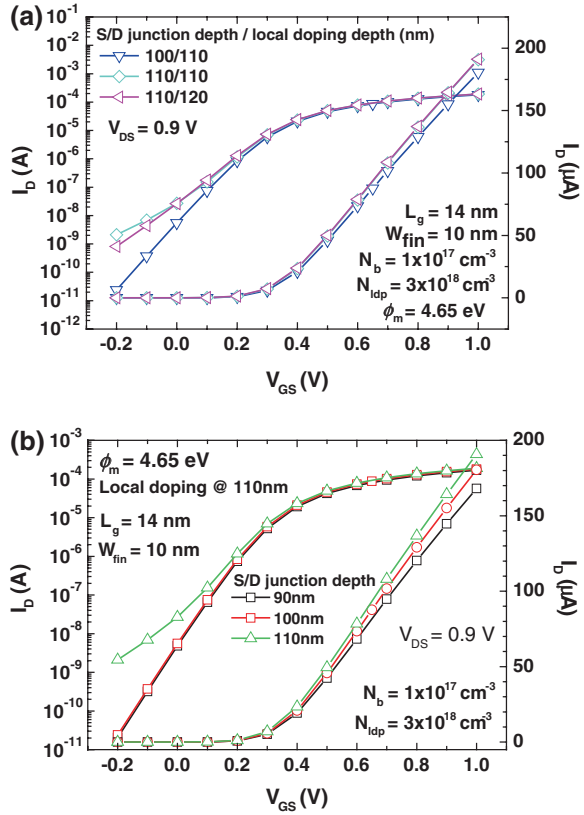 (a)
S/D junction depth / local doping depth (nm)
100/110
110/110
110/120
V_DS = 0.9 V
L_g = 14 nm
W_fin = 10 nm
N_b = 1x10^17 cm^-3
N_ldp = 3x10^18 cm^-3
ϕ_m = 4.65 eV
10^-1
10^-2
10^-3
10^-4
10^-5
10^-6
10^-7
10^-8
10^-9
10^-10
10^-11
10^-12
I_D (A)
200
150
100
50
0
I_D (µA)
-0.2 0.0 0.2 0.4 0.6 0.8 1.0
V_GS (V)
(b)
ϕ_m = 4.65 eV
Local doping @ 110nm
L_g = 14 nm
W_fin = 10 nm
S/D junction depth
90nm
100nm
110nm
V_DS = 0.9 V
N_b = 1x10^17 cm^-3
N_ldp = 3x10^18 cm^-3
10^-3
10^-4
10^-5
10^-6
10^-7
10^-8
10^-9
10^-10
10^-11
I_D (A)
200
150
100
50
0
I_D (µA)
-0.2 0.0 0.2 0.4 0.6 0.8 1.0
V_GS (V)